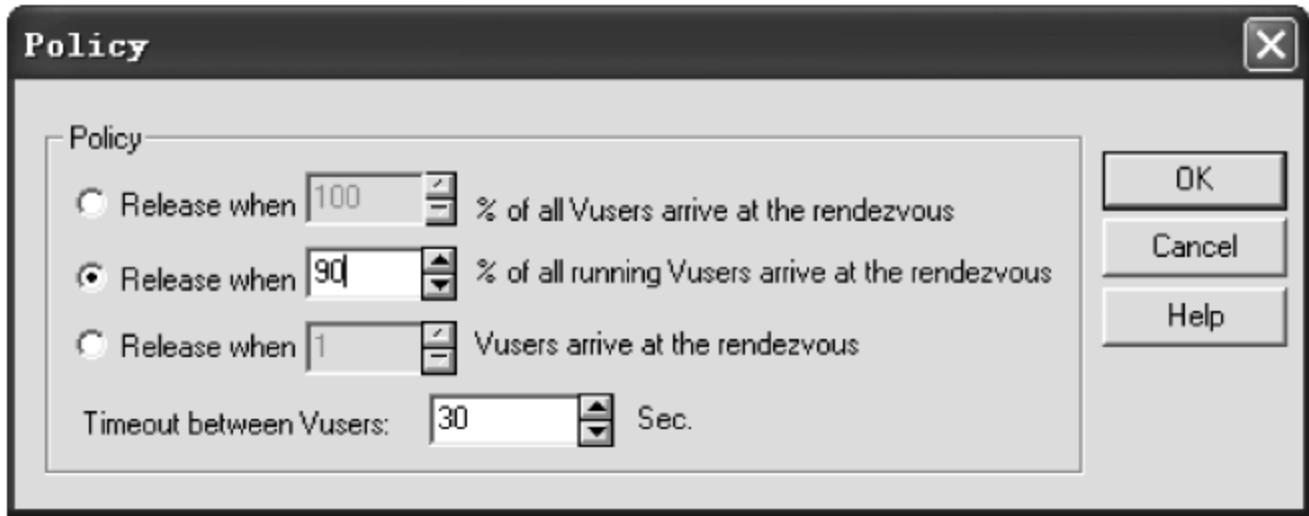 Policy
Policy
Release when 100 % of all Vusers arrive at the rendezvous
Release when 90 % of all running Vusers arrive at the rendezvous
Release when 1 Vusers arrive at the rendezvous
Timeout between Vusers: 30 Sec.
OK
Cancel
Help